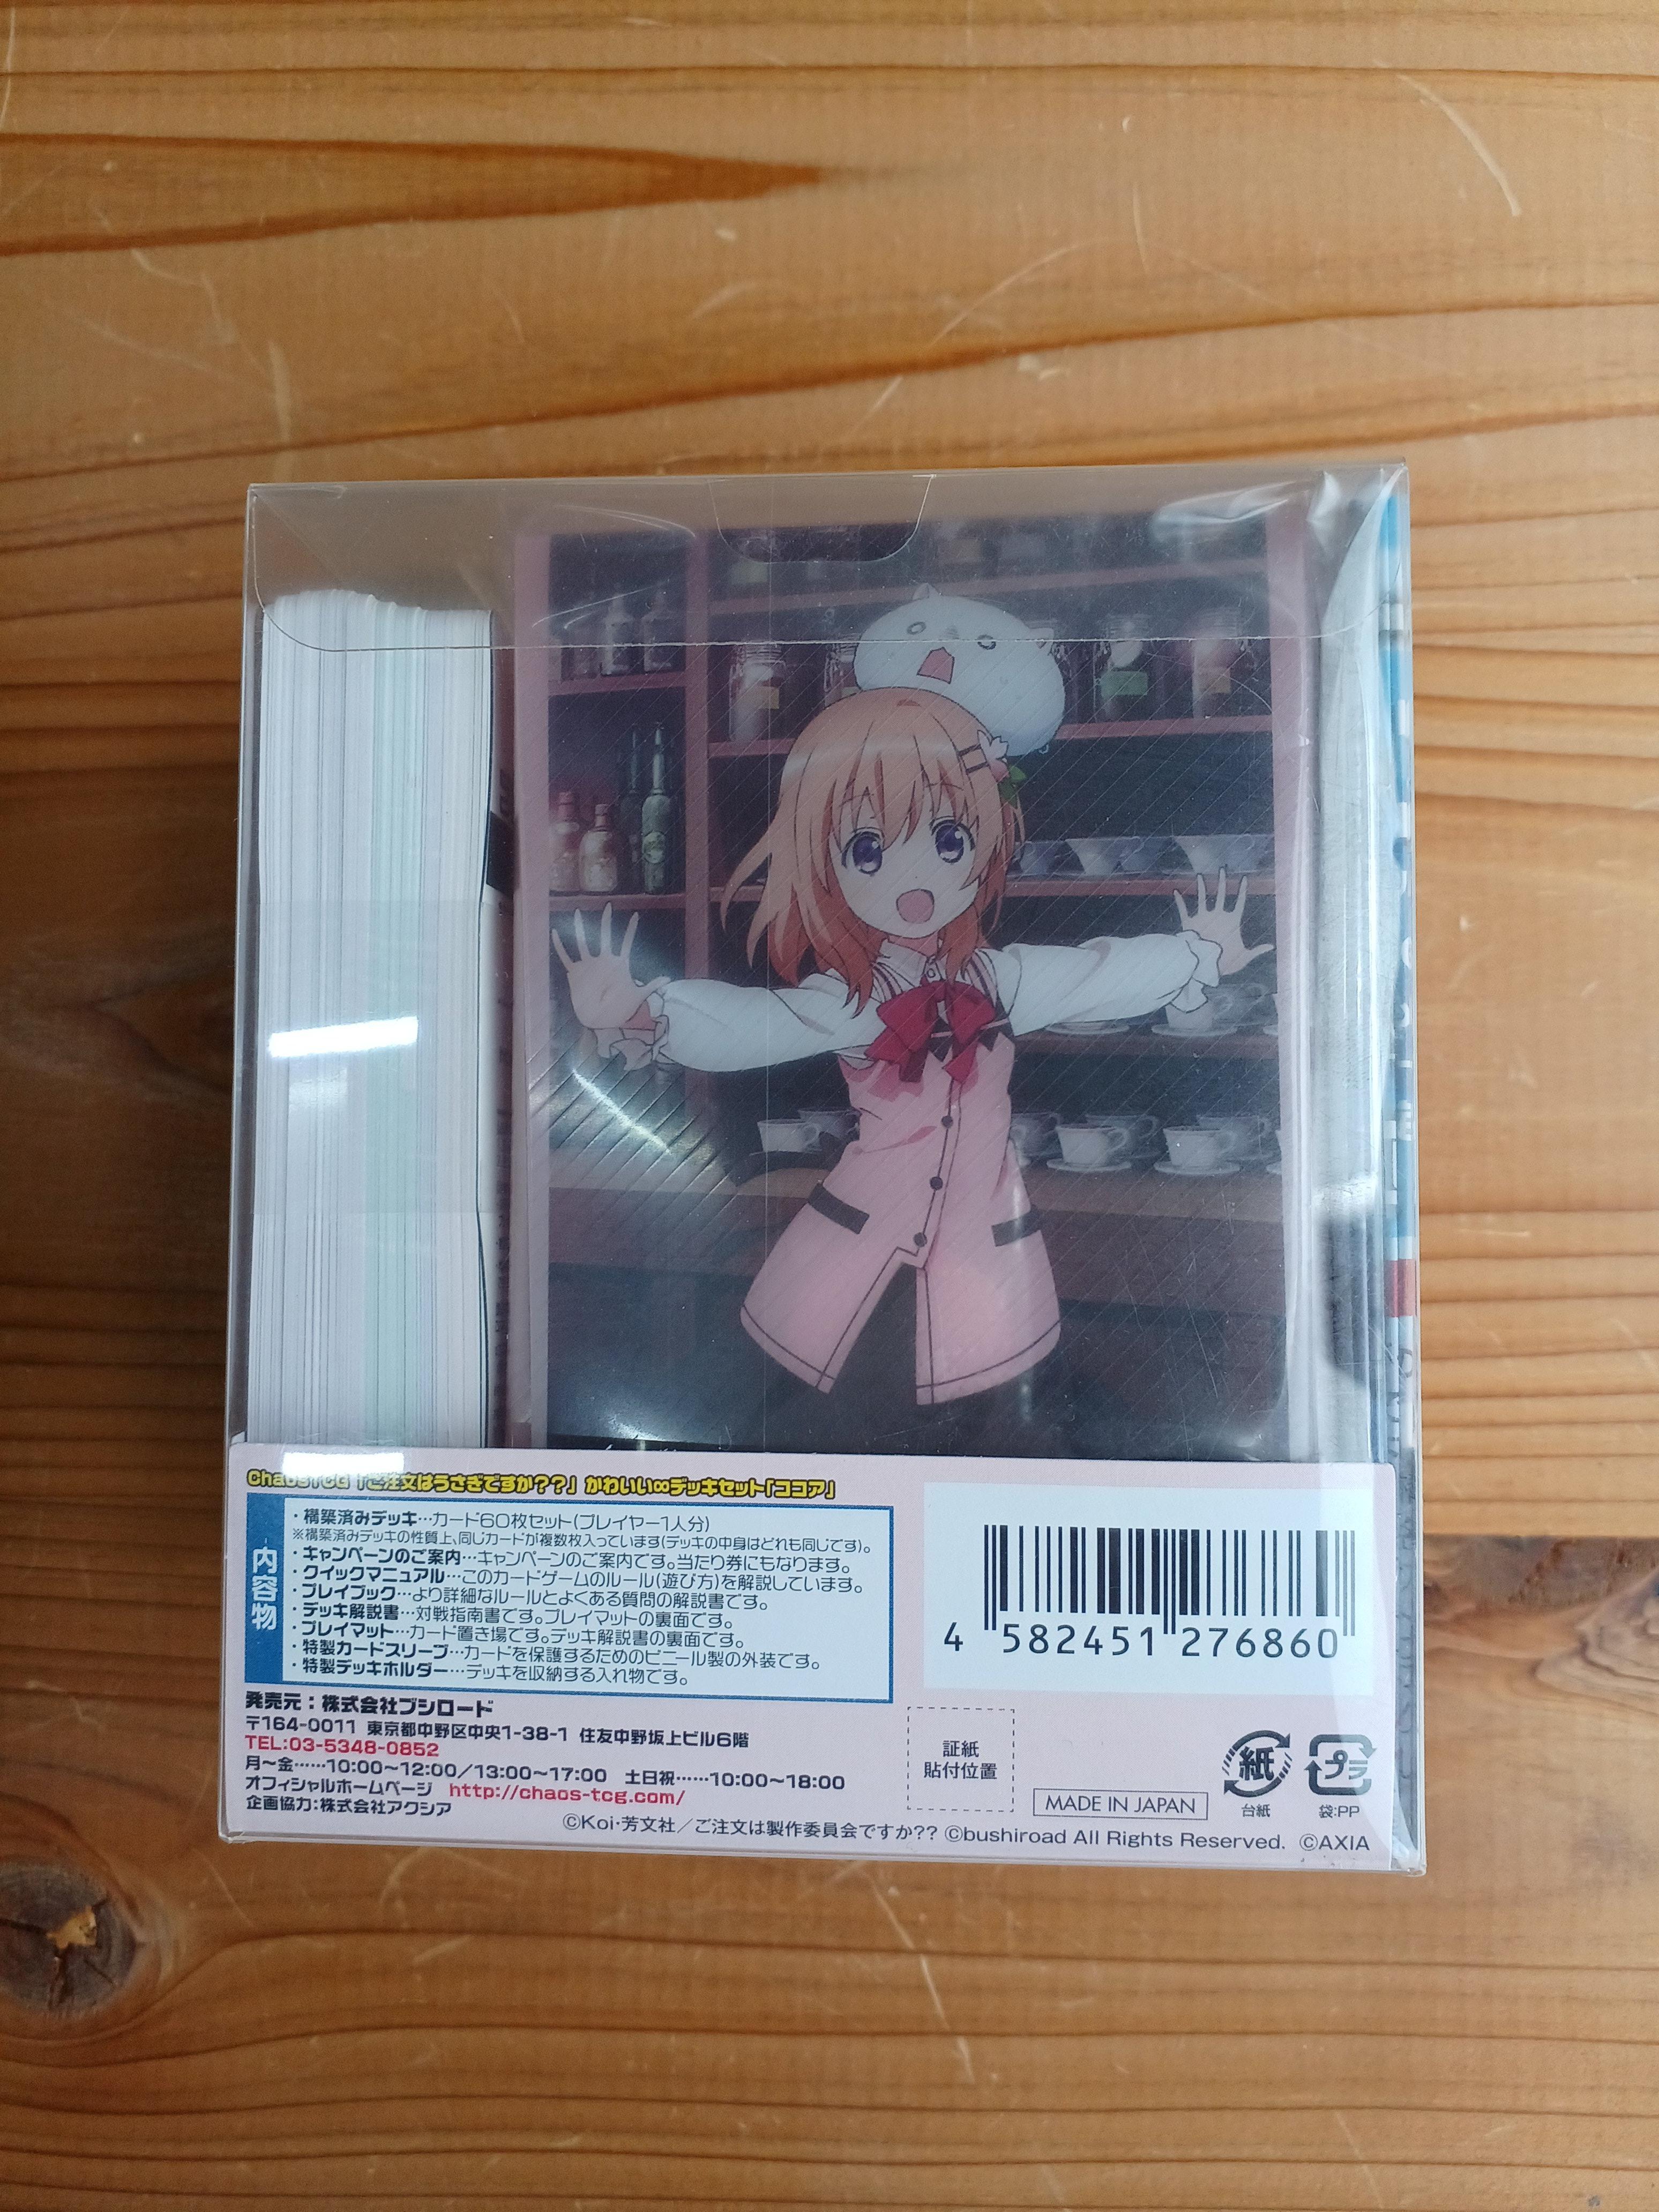 ChaosTCG「ご注文はうさぎですか??」かわいい∞デッキセット「ココア」
内容物
・構築済みデッキ…カード60枚セット(プレイヤー1人分)
※構築済みデッキの性質上、同じカードが複数枚入っています(デッキの中身はどれも同じです)。
・キャンペーンのご案内…キャンペーンのご案内です。当たり券にもなります。
・クイックマニュアル…このカードゲームのルール(遊び方)を解説しています。
・プレイブック…より詳細なルールとよくある質問の解説書です。
・デッキ解説書…対戦指南書です。プレイマットの裏面です。
・プレイマット…カード置き場です。デッキ解説書の裏面です。
・特製カードスリーブ…カードを保護するためのビニール製の外装です。
・特製デッキホルダー…デッキを収納する入れ物です。
4 582451 276860
発売元：株式会社ブシロード
〒164-0011 東京都中野区中央1-38-1 住友中野坂上ビル6階
TEL:03-5348-0852
月〜金……10:00〜12:00／13:00〜17:00 土日祝……10:00〜18:00
オフィシャルホームページ http://chaos-tcg.com/
企画協力:株式会社アクシア
証紙
貼付位置
MADE IN JAPAN
紙
台紙
プラ
袋:PP
©Koi・芳文社／ご注文は製作委員会ですか?? ©bushiroad All Rights Reserved. ©AXIA